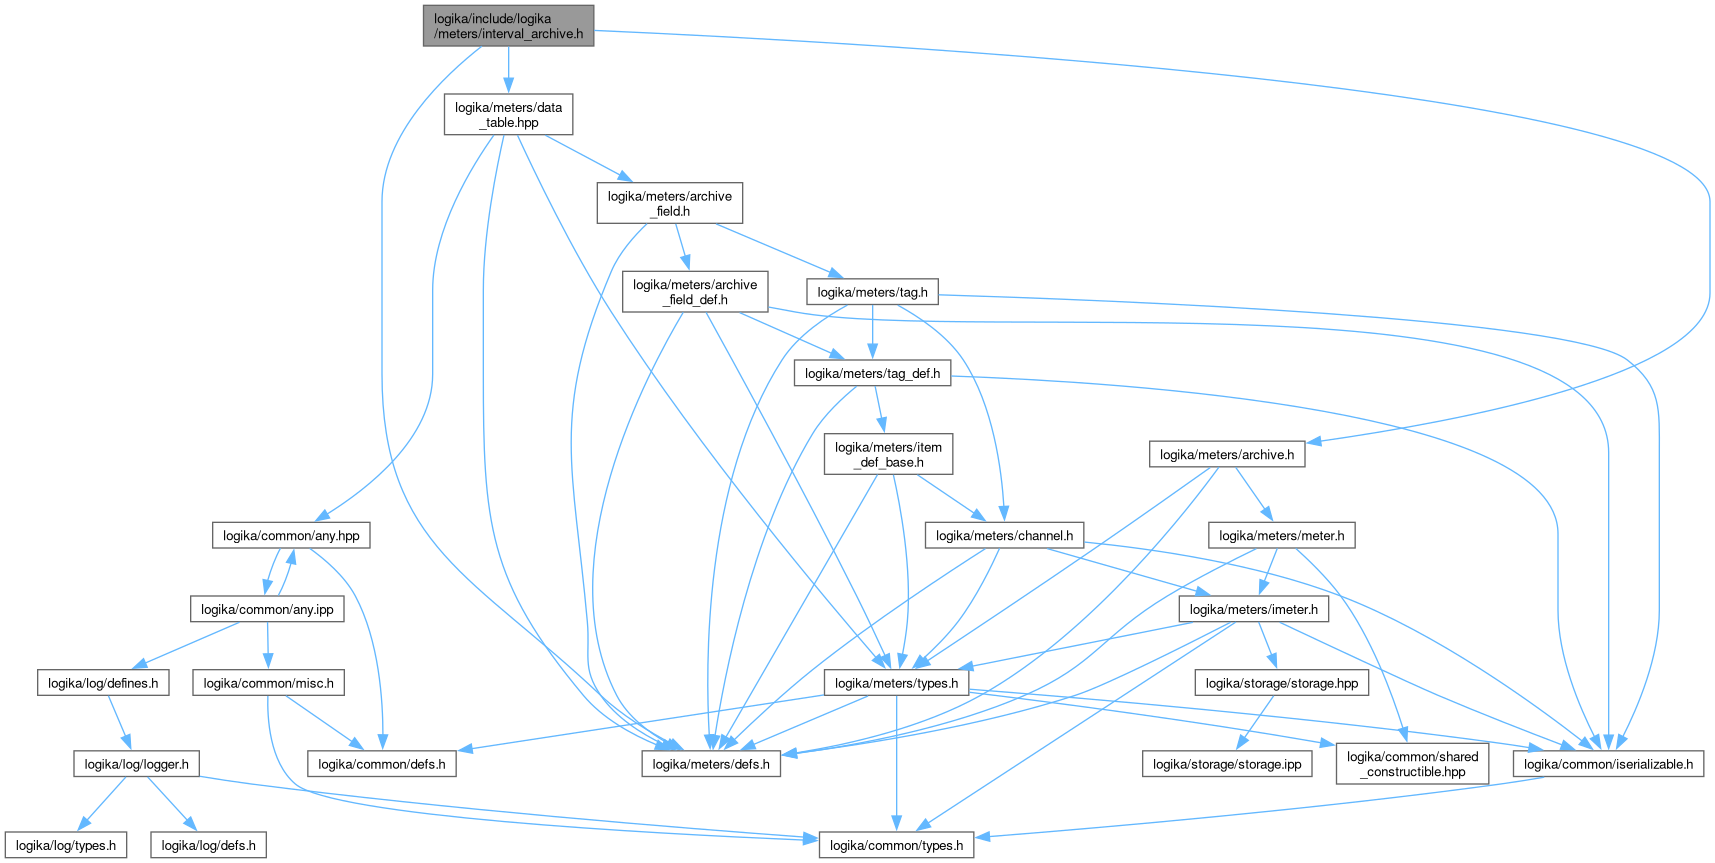 logika/include/logika
/meters/interval_archive.h
logika/meters/data
_table.hpp
logika/meters/archive
_field.h
logika/meters/archive
_field_def.h
logika/meters/tag.h
logika/meters/tag_def.h
logika/meters/item
_def_base.h
logika/meters/archive.h
logika/common/any.hpp
logika/meters/channel.h
logika/meters/meter.h
logika/common/any.ipp
logika/meters/imeter.h
logika/log/defines.h
logika/common/misc.h
logika/meters/types.h
logika/storage/storage.hpp
logika/log/logger.h
logika/common/defs.h
logika/meters/defs.h
logika/storage/storage.ipp
logika/common/shared
_constructible.hpp
logika/common/iserializable.h
logika/log/types.h
logika/log/defs.h
logika/common/types.h